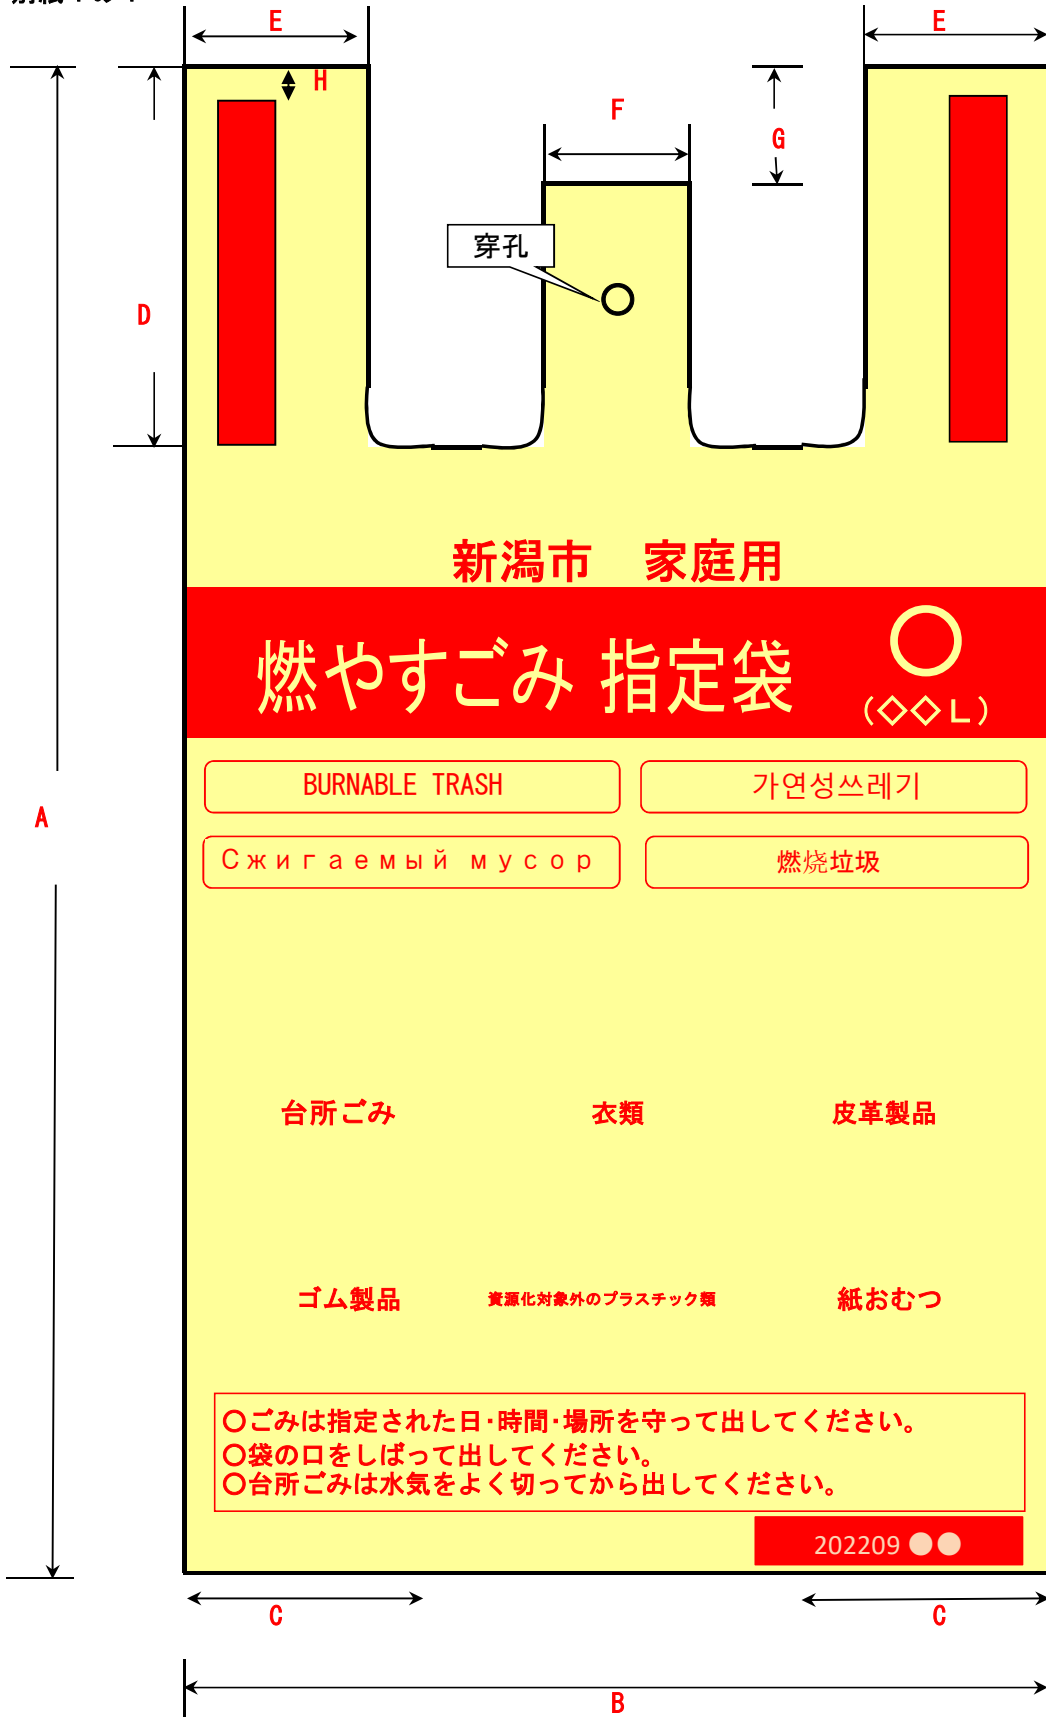 E
E
H
F
G
穿孔
D
新潟市　家庭用
燃やすごみ 指定袋 〇
(◇◇L)
BURNABLE TRASH
가연성쓰레기
A
Сжигаемый мусор
燃烧垃圾
台所ごみ
衣類
皮革製品
ゴム製品
資源化対象外のプラスチック類
紙おむつ
〇ごみは指定された日・時間・場所を守って出してください。
〇袋の口をしばって出してください。
〇台所ごみは水気をよく切ってから出してください。
202209 ●●
C
C
B